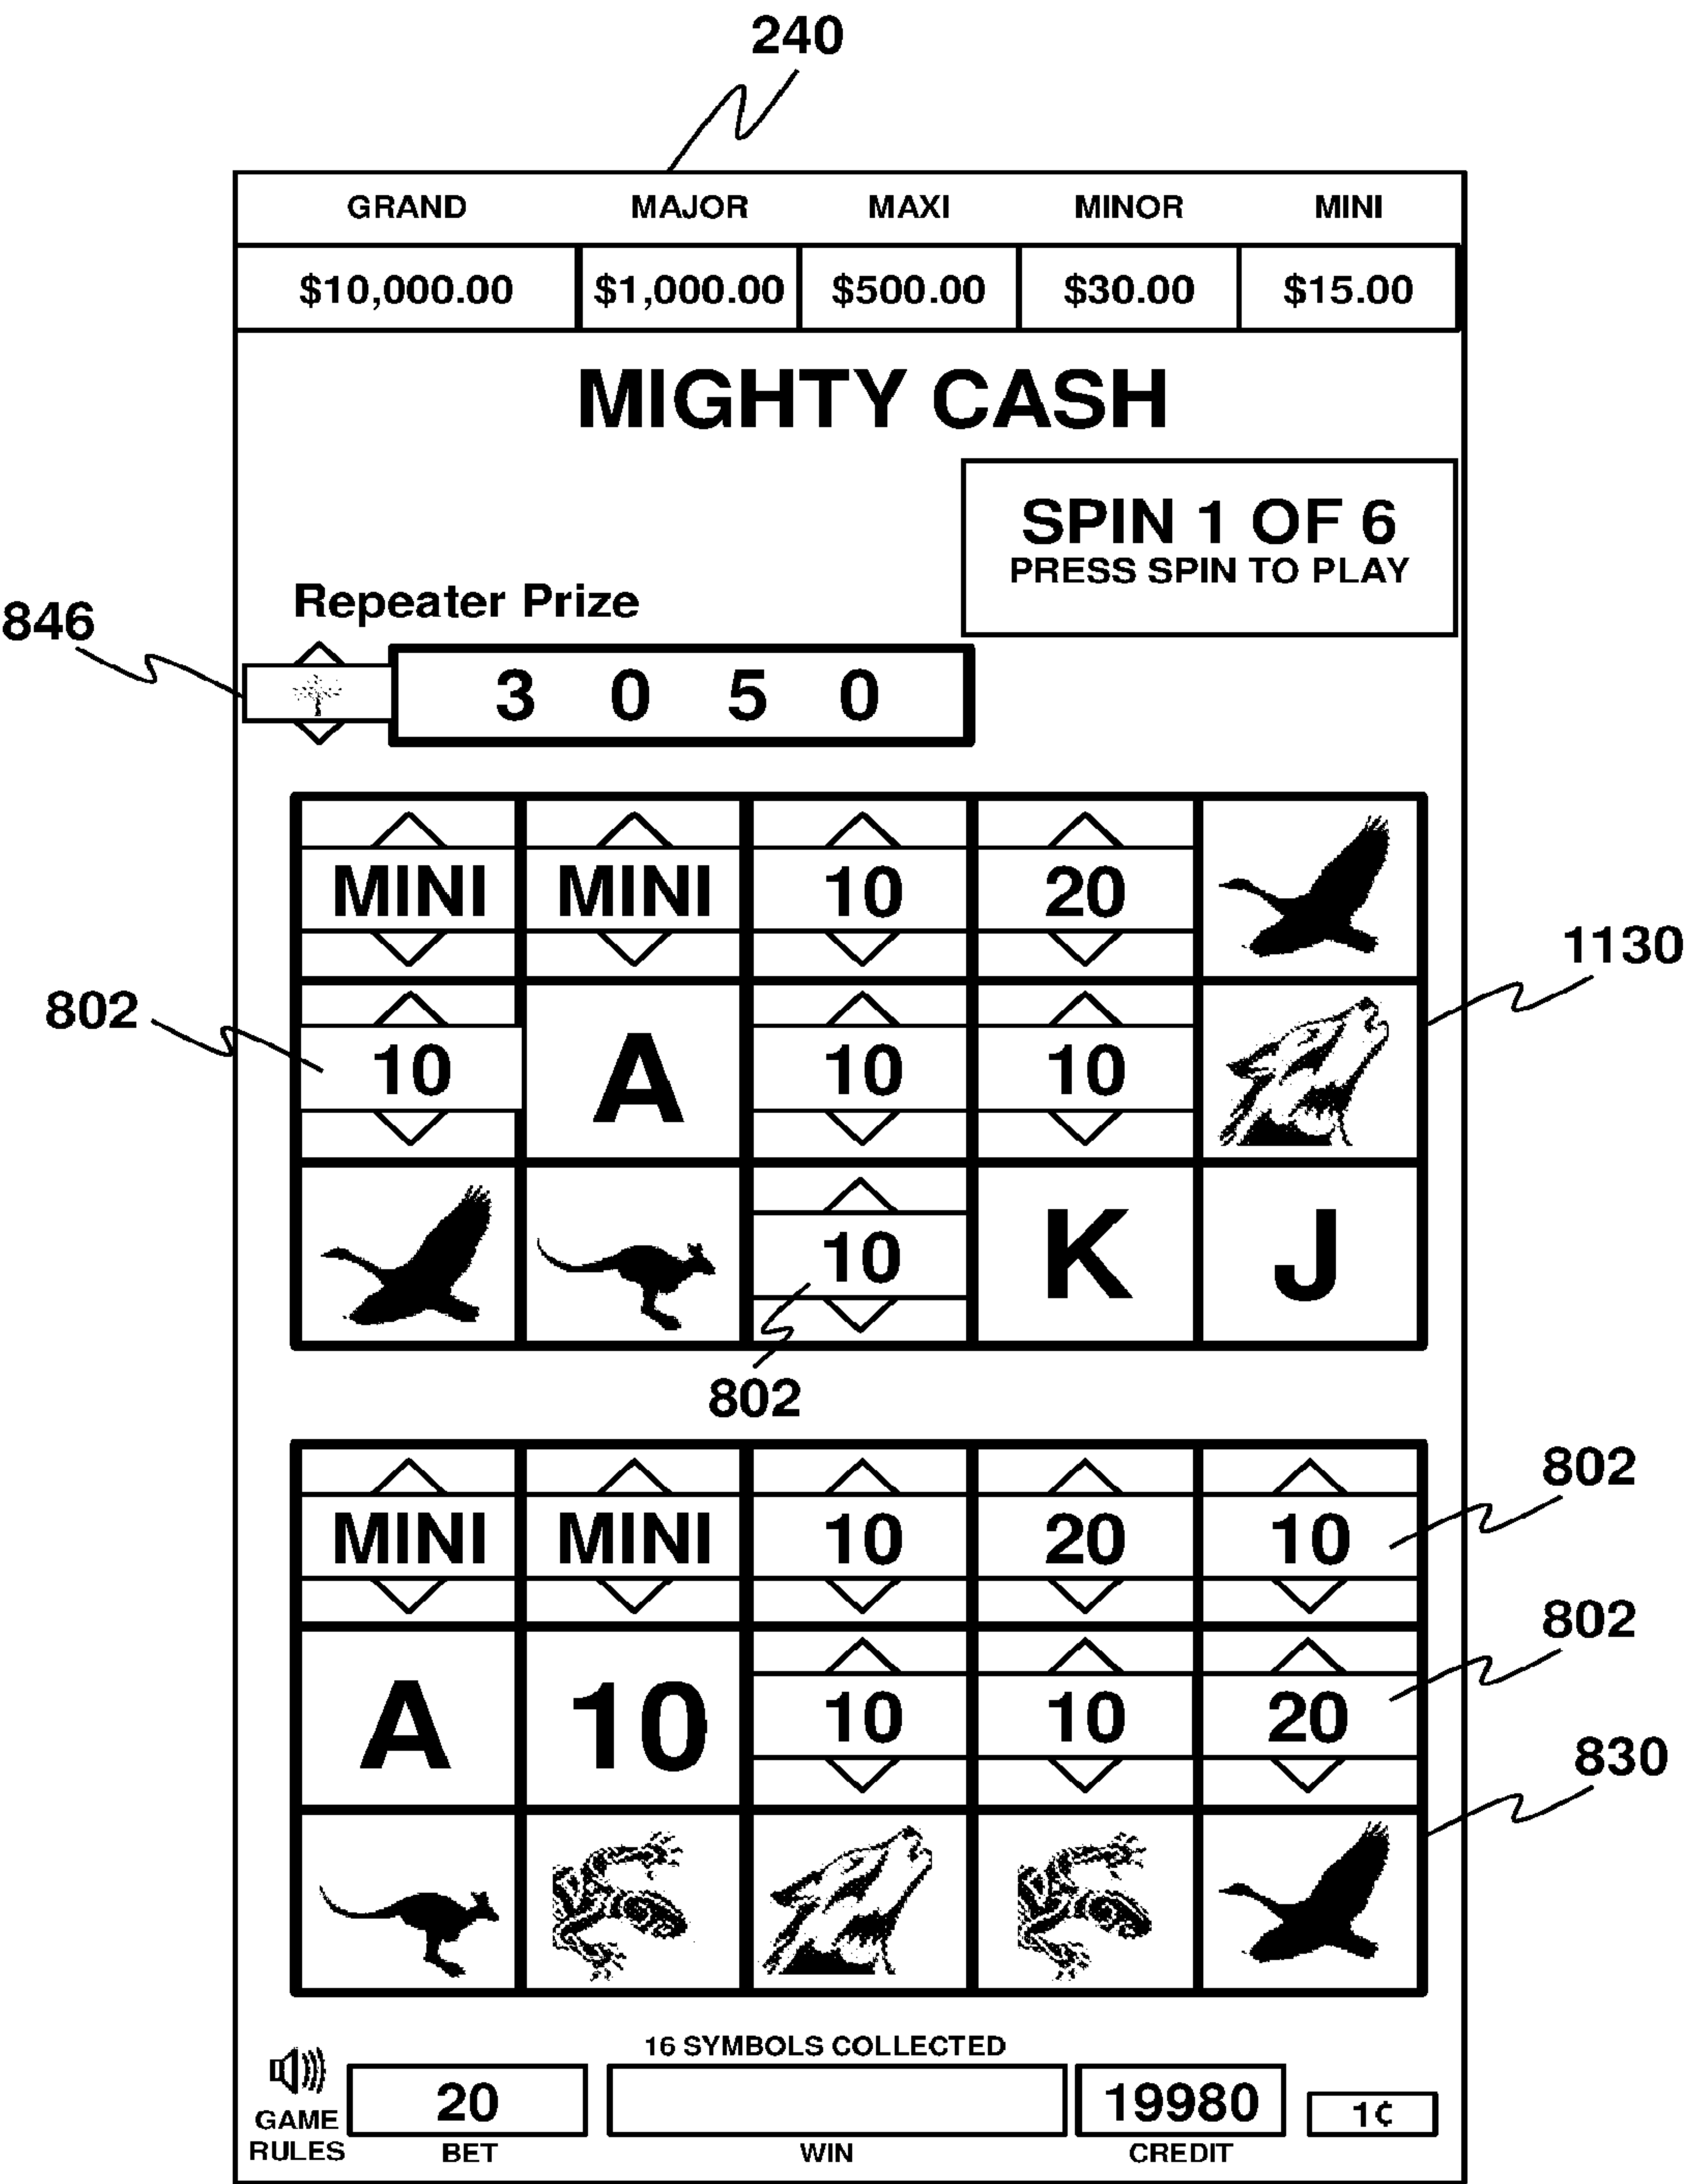 240
GRAND MAJOR MAXI MINOR MINI
$10,000.00 $1,000.00 $500.00 $30.00 $15.00
MIGHTY CASH
SPIN 1 OF 6
PRESS SPIN TO PLAY
Repeater Prize
846
3 0 5 0
MINI MINI 10 20
1130
802
10 A 10 10
10 K J
802
MINI MINI 10 20 10
802
A 10 10 10 20
802
830
16 SYMBOLS COLLECTED
20 19980 1¢
GAME
RULES BET WIN CREDIT